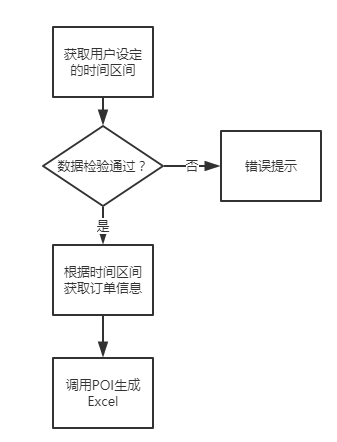 获取用户设定
的时间区间
数据检验通过？
否
错误提示
是
根据时间区间
获取订单信息
调用POI生成
Excel